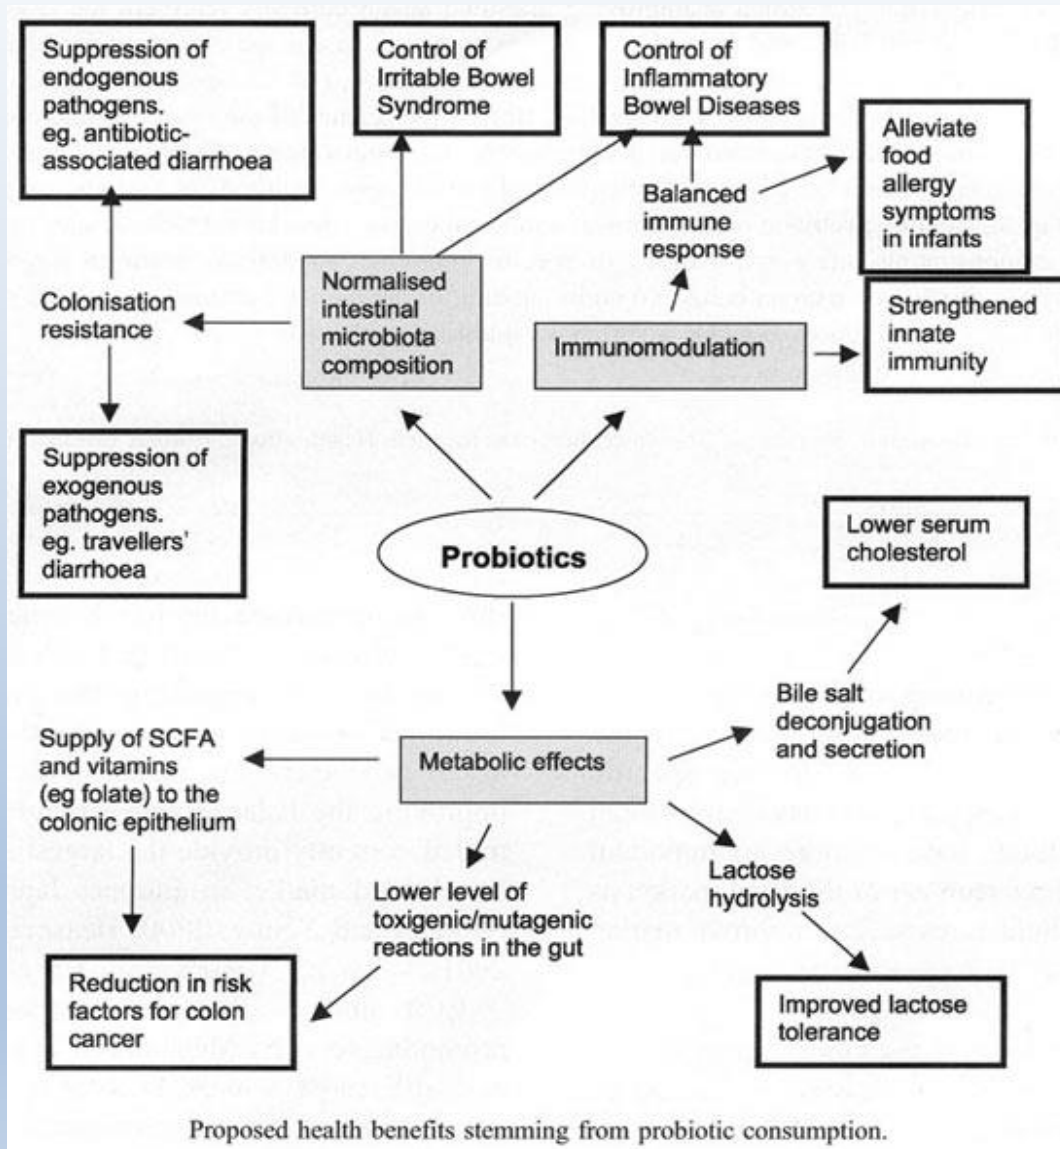 Suppression of
endogenous
pathogens.
eg. antibiotic-
associated diarrhoea
Control of
Irritable Bowel
Syndrome
Control of
Inflammatory
Bowel Diseases
Alleviate
food
allergy
symptoms
in infants
Balanced
immune
response
Colonisation
resistance
Normalised
intestinal
microbiota
composition
Immunomodulation
Strengthened
innate
immunity
Suppression of
exogenous
pathogens.
eg. travellers'
diarrhoea
Probiotics
Lower serum
cholesterol
Bile salt
deconjugation
and secretion
Supply of SCFA
and vitamins
(eg folate) to the
colonic epithelium
Metabolic effects
Lactose
hydrolysis
Lower level of
toxigenic/mutagenic
reactions in the gut
Reduction in risk
factors for colon
cancer
Improved lactose
tolerance
Proposed health benefits stemming from probiotic consumption.